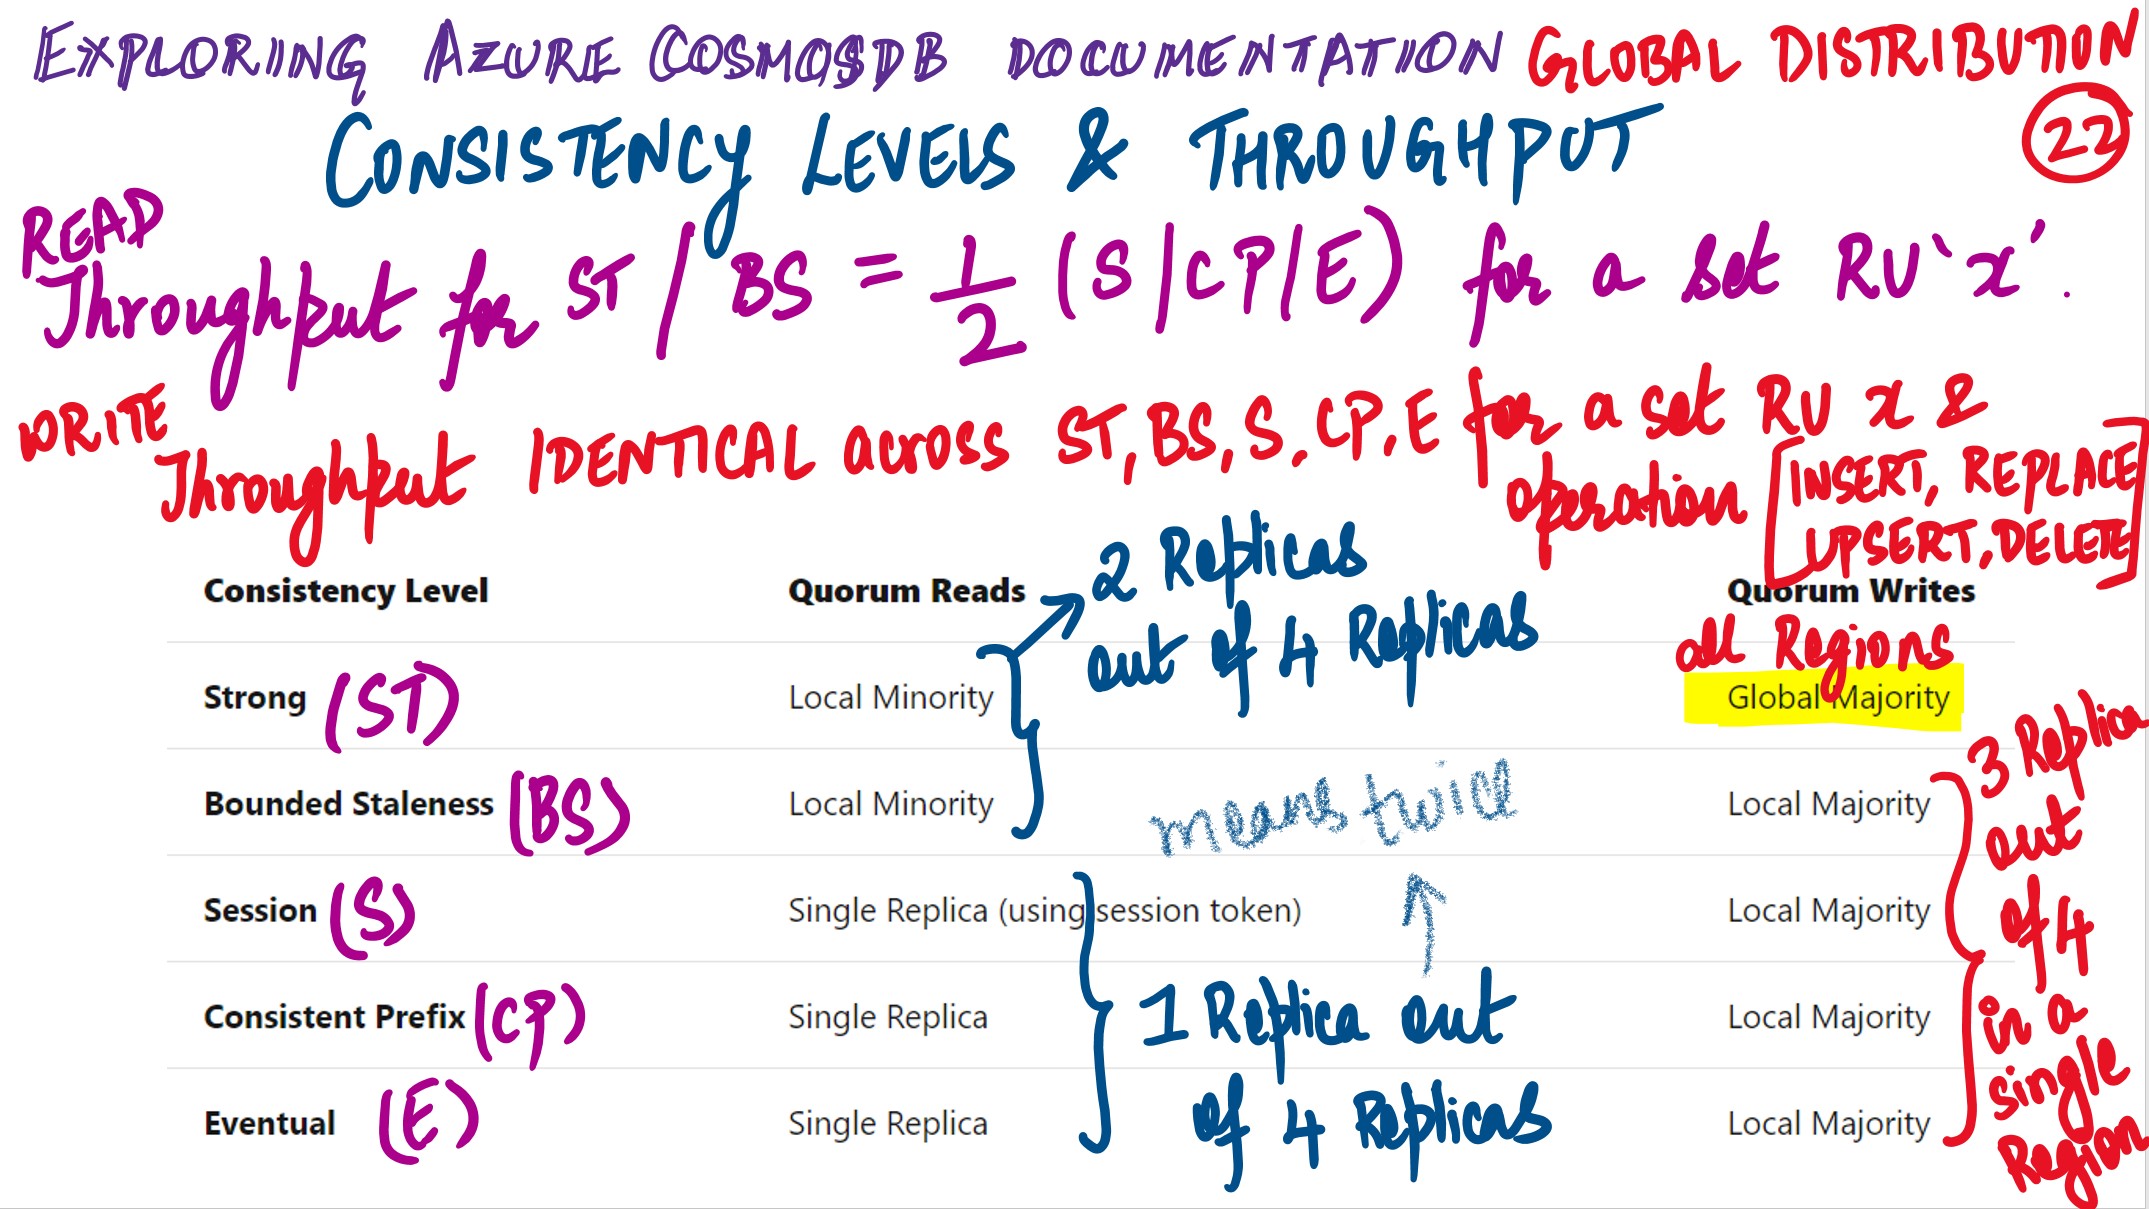 EXPLORING AZURE COSMOSDB DOCUMENTATION GLOBAL DISTRIBUTION
22
CONSISTENCY LEVELS & THROUGHPUT
READ
Throughput for ST / BS = 1/2 (S/CP/E) for a set RU 'x'.
WRITE
Throughput IDENTICAL across ST, BS, S, CP, E for a set RU x &
operation [INSERT, REPLACE
UPSERT, DELETE]
Consistency Level Quorum Reads Quorum Writes
2 Replicas
out of 4 Replicas
all Regions
Strong (ST) Local Minority Global Majority
Bounded Staleness (BS) Local Minority Local Majority
means twice
Session (S) Single Replica (using session token) Local Majority
Consistent Prefix (CP) Single Replica Local Majority
1 Replica out
of 4 Replicas
Eventual (E) Single Replica Local Majority
3 Replica
out
of 4
in a
single
Region